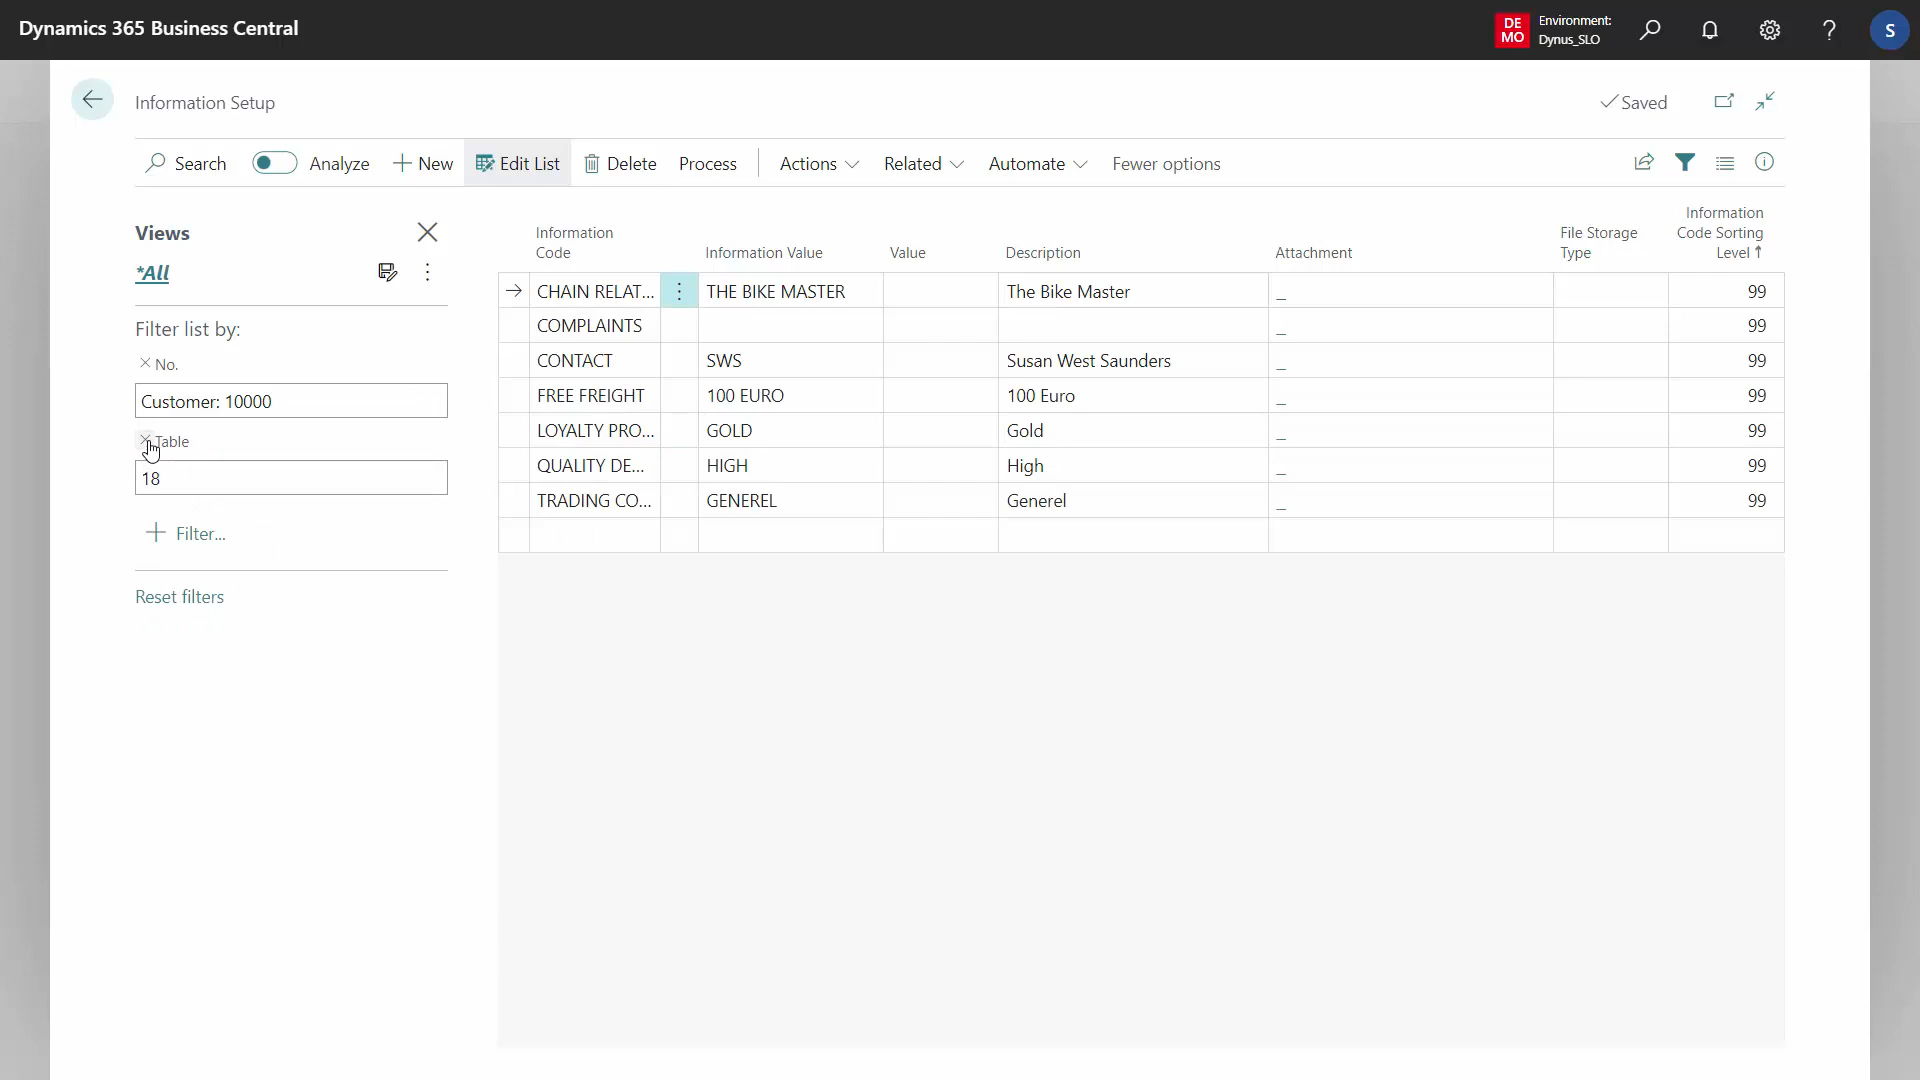 Dynamics 365 Business Central
DE
MO
Environment:
Dynus_SLO
S
Information Setup
Saved
Search
Analyze
New
Edit List
Delete
Process
Actions
Related
Automate
Fewer options
Views
*All
Filter list by:
No.
Customer: 10000
Table
18
Filter...
Reset filters
Information
Code
Information Value
Value
Description
Attachment
File Storage
Type
Information
Code Sorting
Level ↑
CHAIN RELAT... THE BIKE MASTER The Bike Master _ 99
COMPLAINTS _ 99
CONTACT SWS Susan West Saunders _ 99
FREE FREIGHT 100 EURO 100 Euro _ 99
LOYALTY PRO... GOLD Gold _ 99
QUALITY DE... HIGH High _ 99
TRADING CO... GENEREL Generel _ 99